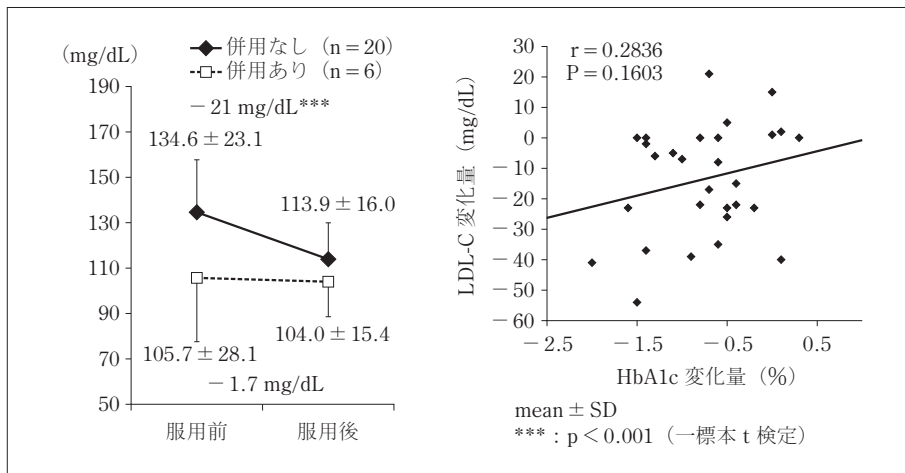 (mg/dL)
併用なし (n=20)
併用あり (n=6)
190
170
150
130
110
90
70
50
−21 mg/dL***
134.6±23.1
113.9±16.0
105.7±28.1
104.0±15.4
−1.7 mg/dL
服用前
服用後
LDL-C 変化量 (mg/dL)
30
20
10
0
−10
−20
−30
−40
−50
−60
r=0.2836
P=0.1603
−2.5
−1.5
−0.5
0.5
HbA1c 変化量 (%)
mean±SD
***:p<0.001(一標本 t 検定)